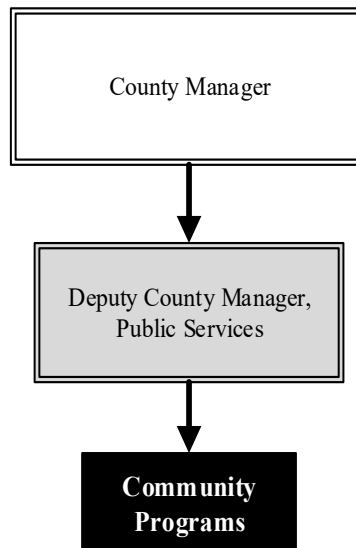 County Manager
Deputy County Manager,
Public Services
Community
Programs